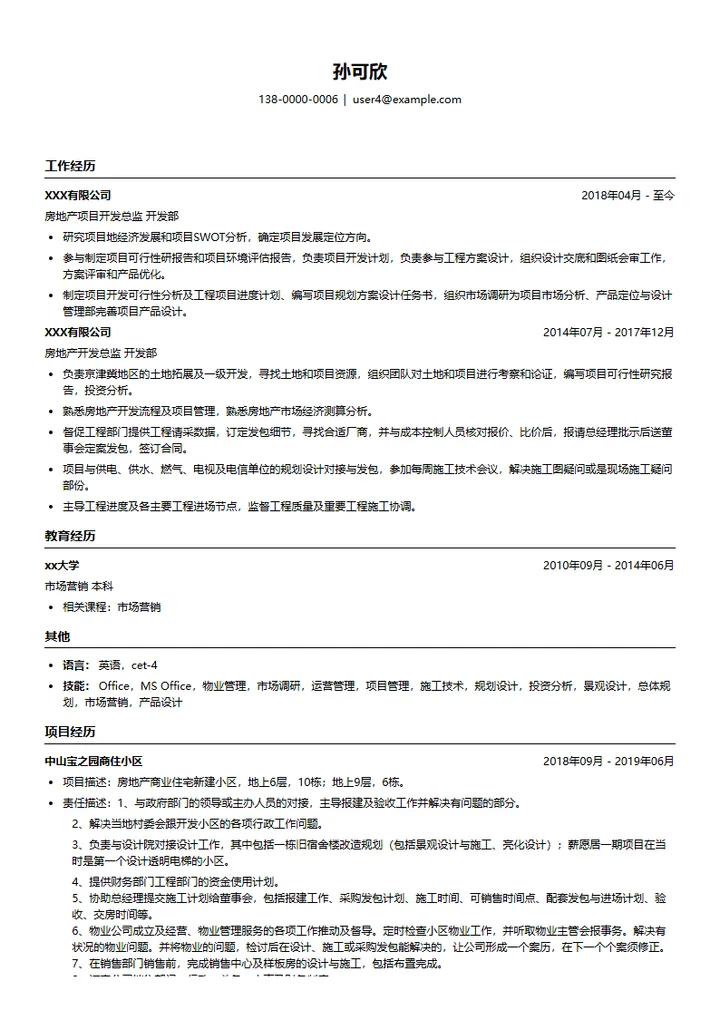 孙可欣
138-0000-0006 | user4@example.com
工作经历
XXX有限公司 2018年04月 - 至今
房地产项目开发总监 开发部
• 研究项目地经济发展和项目SWOT分析，确定项目发展定位方向。
• 参与制定项目可行性研报告和项目环境评估报告，负责项目开发计划，负责参与工程方案设计，组织设计交底和图纸会审工作，
方案评审和产品优化。
• 制定项目开发可行性分析及工程项目进度计划、编写项目规划方案设计任务书，组织市场调研为项目市场分析、产品定位与设计
管理部完善项目产品设计。
XXX有限公司 2014年07月 - 2017年12月
房地产开发总监 开发部
• 负责京津冀地区的土地拓展及一级开发，寻找土地和项目资源，组织团队对土地和项目进行考察和论证，编写项目可行性研究报
告，投资分析。
• 熟悉房地产开发流程及项目管理，熟悉房地产市场经济测算分析。
• 督促工程部门提供工程请采数据，订定发包细节，寻找合适厂商，并与成本控制人员核对报价、比价后，报请总经理批示后送董
事会定案发包，签订合同。
• 项目与供电、供水、燃气、电视及电信单位的规划设计对接与发包，参加每周施工技术会议，解决施工图疑问或是现场施工疑问
部份。
• 主导工程进度及各主要工程进场节点，监督工程质量及重要工程施工协调。
教育经历
xx大学 2010年09月 - 2014年06月
市场营销 本科
• 相关课程：市场营销
其他
• 语言： 英语，cet-4
• 技能： Office，MS Office，物业管理，市场调研，运营管理，项目管理，施工技术，规划设计，投资分析，景观设计，总体规
划，市场营销，产品设计
项目经历
中山宝之园商住小区 2018年09月 - 2019年06月
• 项目描述：房地产商业住宅新建小区，地上6层，10栋；地上9层，6栋。
• 责任描述：1、与政府部门的领导或主办人员的对接，主导报建及验收工作并解决有问题的部分。
2、解决当地村委会跟开发小区的各项行政工作问题。
3、负责与设计院对接设计工作，其中包括一栋旧宿舍楼改造规划（包括景观设计与施工、亮化设计）；薪愿居一期项目在当
时是第一个设计透明电梯的小区。
4、提供财务部门工程部门的资金使用计划。
5、协助总经理提交施工计划给董事会，包括报建工作、采购发包计划、施工时间、可销售时间点、配套发包与进场计划、验
收、交房时间等。
6、物业公司成立及经营、物业管理服务的各项工作推动及督导。定时检查小区物业工作，并听取物业主管会报事务。解决有
状况的物业问题。并将物业的问题，检讨后在设计、施工或采购发包能解决的，让公司形成一个案历，在下一个个案须修正。
7、在销售部门销售前，完成销售中心及样板房的设计与施工，包括布置完成。